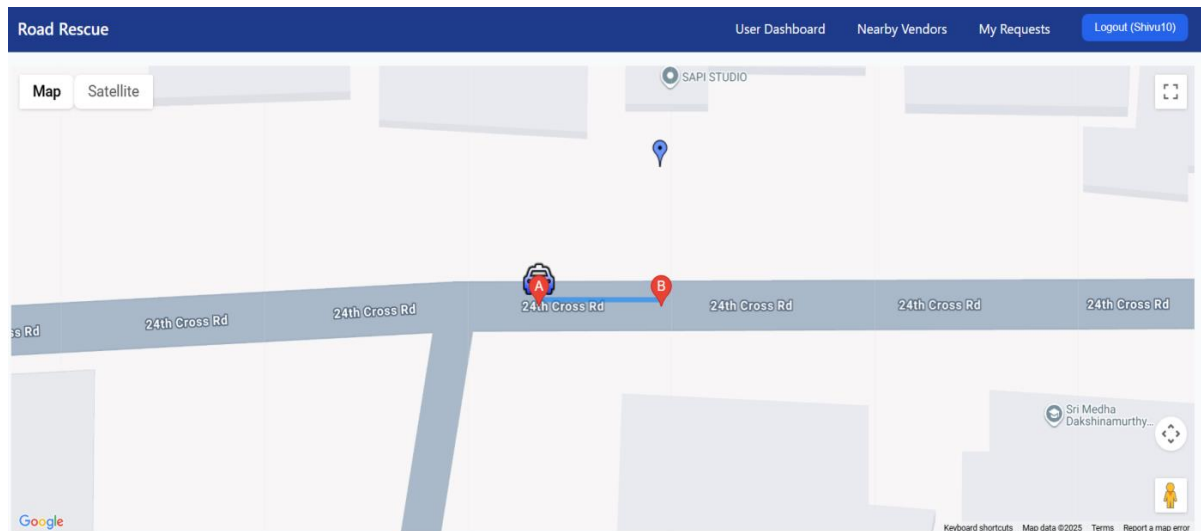 Road Rescue
User Dashboard
Nearby Vendors
My Requests
Logout (Shivu10)
Map
Satellite
SAPI STUDIO
A
B
ss Rd
24th Cross Rd
24th Cross Rd
24th Cross Rd
24th Cross Rd
24th Cross Rd
24th Cross Rd
Sri Medha
Dakshinamurthy...
Google
Keyboard shortcuts
Map data ©2025
Terms
Report a map error